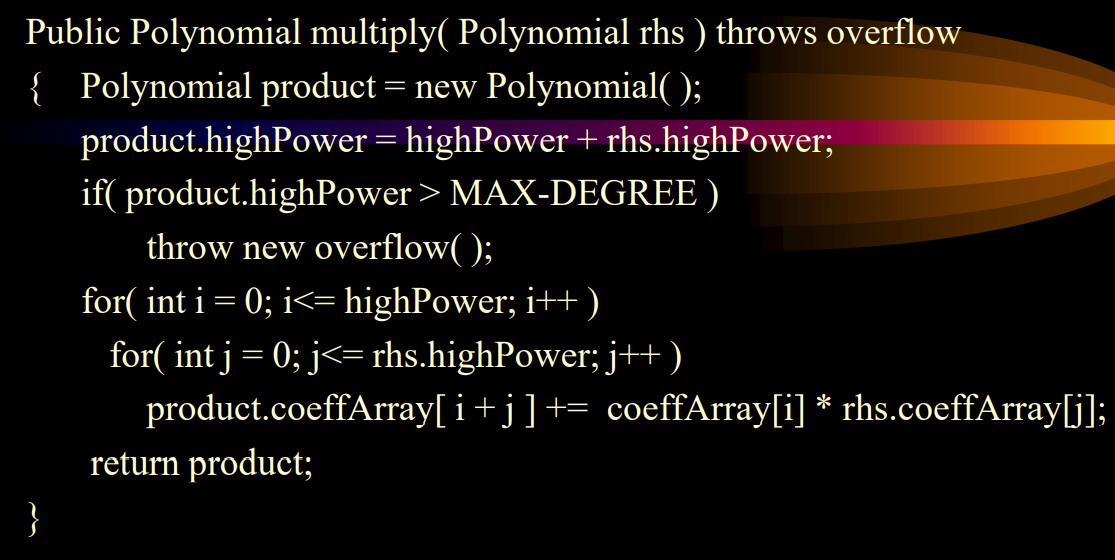 Public Polynomial multiply( Polynomial rhs ) throws overflow
{ Polynomial product = new Polynomial( );
product.highPower = highPower + rhs.highPower;
if( product.highPower > MAX-DEGREE )
throw new overflow( );
for( int i = 0; i<= highPower; i++ )
for( int j = 0; j<= rhs.highPower; j++ )
product.coeffArray[ i + j ] += coeffArray[i] * rhs.coeffArray[j];
return product;
}